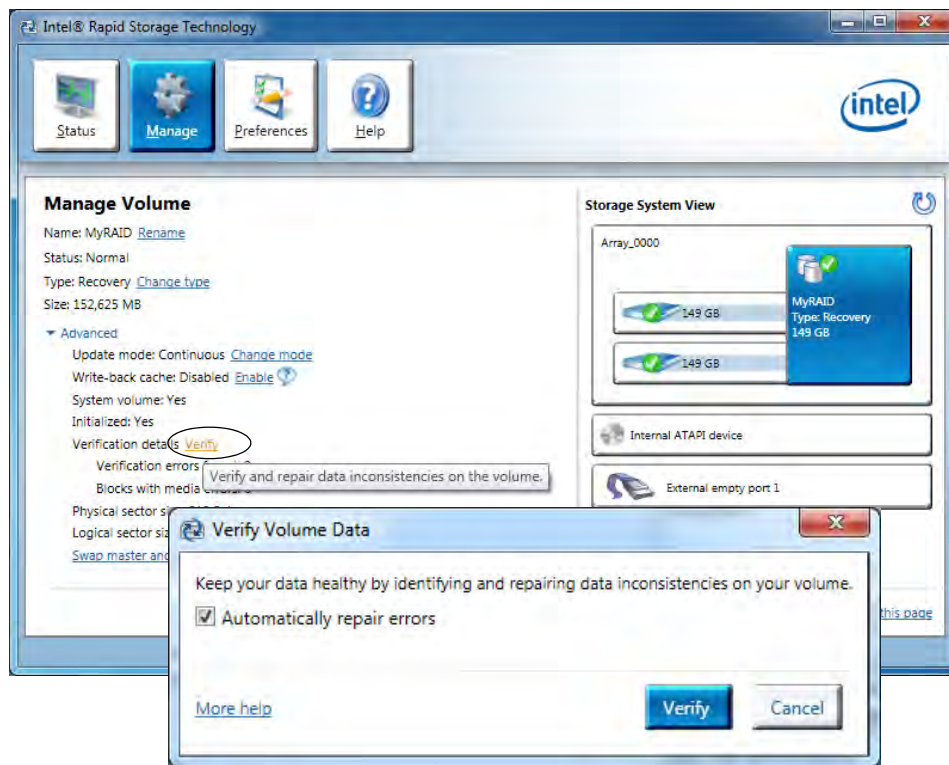 Intel® Rapid Storage Technology
Status
Manage
Preferences
Help
intel
Manage Volume
Name: MyRAID Rename
Status: Normal
Type: Recovery Change type
Size: 152,625 MB
Advanced
Update mode: Continuous Change mode
Write-back cache: Disabled Enable
System volume: Yes
Initialized: Yes
Verification details Verify
Verification errors
Verify and repair data inconsistencies on the volume.
Blocks with media
Physical sector
Logical sector
Swap master and
Storage System View
Array_0000
149 GB
149 GB
MyRAID
Type: Recovery
149 GB
Internal ATAPI device
External empty port 1
this page
Verify Volume Data
Keep your data healthy by identifying and repairing data inconsistencies on your volume.
Automatically repair errors
More help
Verify
Cancel